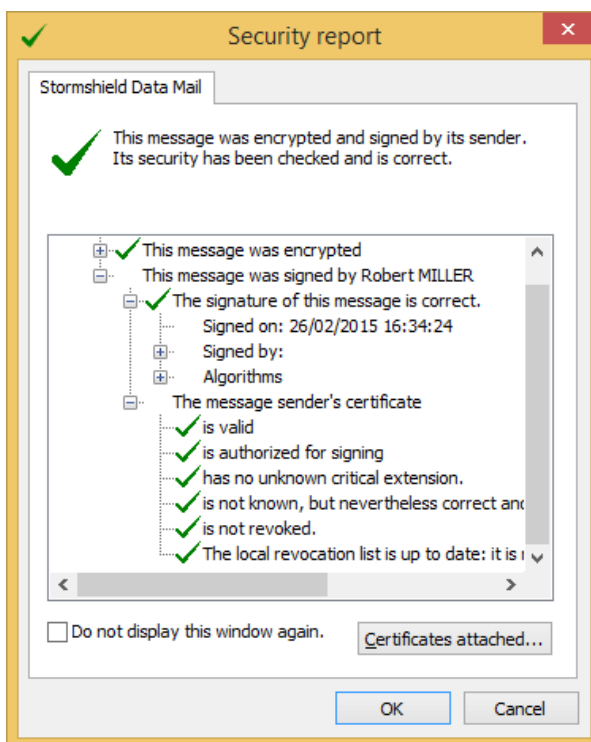 Security report
Stormshield Data Mail
This message was encrypted and signed by its sender.
Its security has been checked and is correct.
This message was encrypted
This message was signed by Robert MILLER
The signature of this message is correct.
Signed on: 26/02/2015 16:34:24
Signed by:
Algorithms
The message sender's certificate
is valid
is authorized for signing
has no unknown critical extension.
is not known, but nevertheless correct and
is not revoked.
The local revocation list is up to date: it is
Do not display this window again.
Certificates attached...
OK
Cancel